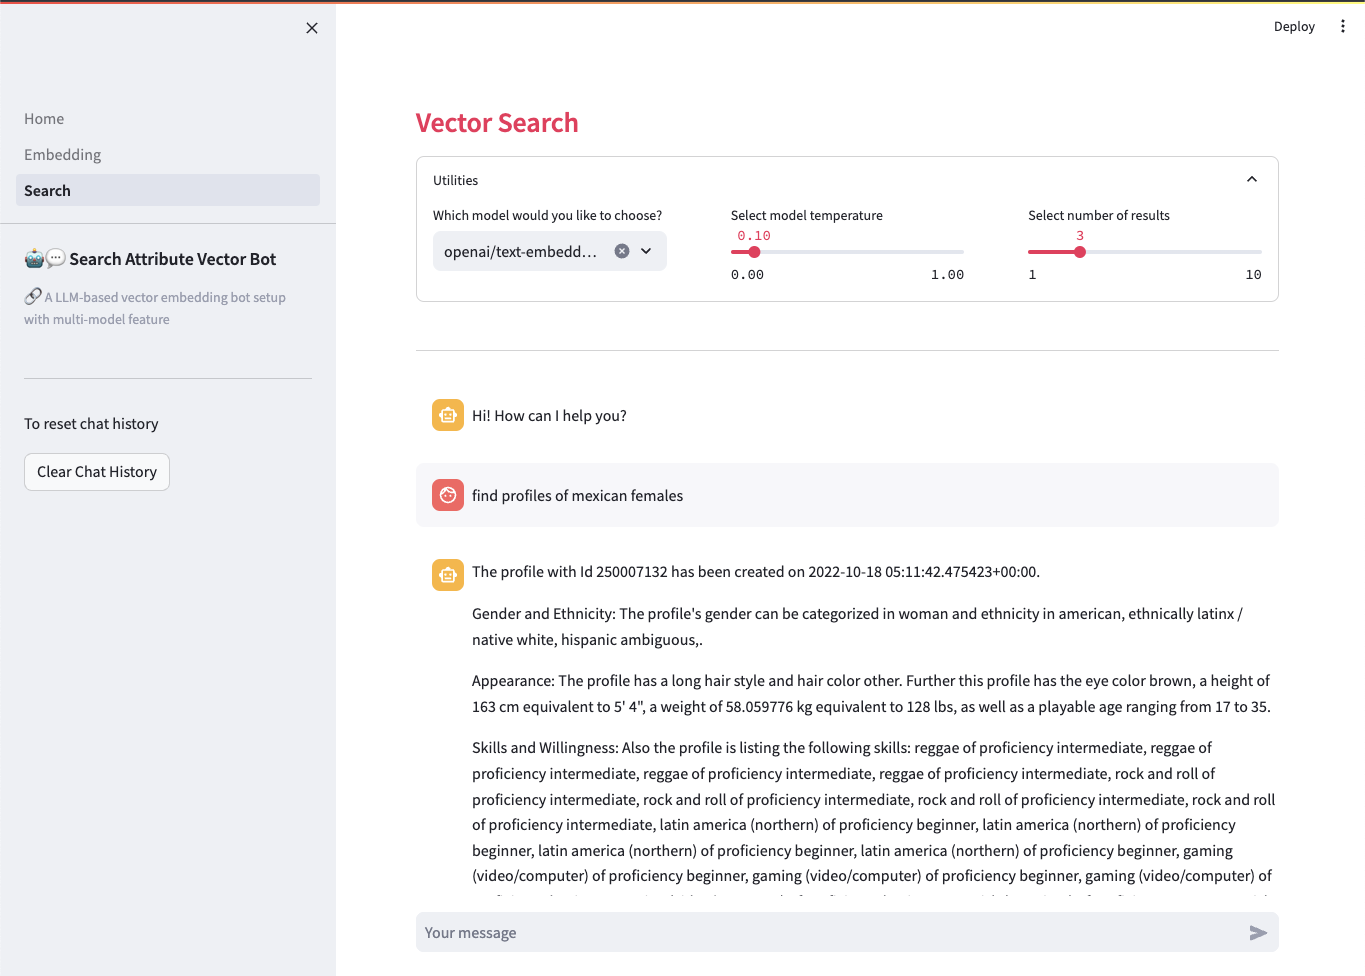 Deploy
Home
Embedding
Search
Search Attribute Vector Bot
A LLM-based vector embedding bot setup
with multi-model feature
To reset chat history
Clear Chat History
Vector Search
Utilities
Which model would you like to choose?
openai/text-embedd...
Select model temperature
0.10
0.00 1.00
Select number of results
3
1 10
Hi! How can I help you?
find profiles of mexican females
The profile with Id 250007132 has been created on 2022-10-18 05:11:42.475423+00:00.
Gender and Ethnicity: The profile's gender can be categorized in woman and ethnicity in american, ethnically latinx /
native white, hispanic ambiguous,.
Appearance: The profile has a long hair style and hair color other. Further this profile has the eye color brown, a height of
163 cm equivalent to 5' 4", a weight of 58.059776 kg equivalent to 128 lbs, as well as a playable age ranging from 17 to 35.
Skills and Willingness: Also the profile is listing the following skills: reggae of proficiency intermediate, reggae of
proficiency intermediate, reggae of proficiency intermediate, reggae of proficiency intermediate, rock and roll of
proficiency intermediate, rock and roll of proficiency intermediate, rock and roll of proficiency intermediate, rock and roll
of proficiency intermediate, latin america (northern) of proficiency beginner, latin america (northern) of proficiency
beginner, latin america (northern) of proficiency beginner, latin america (northern) of proficiency beginner, gaming
(video/computer) of proficiency beginner, gaming (video/computer) of proficiency beginner, gaming (video/computer) of
Your message